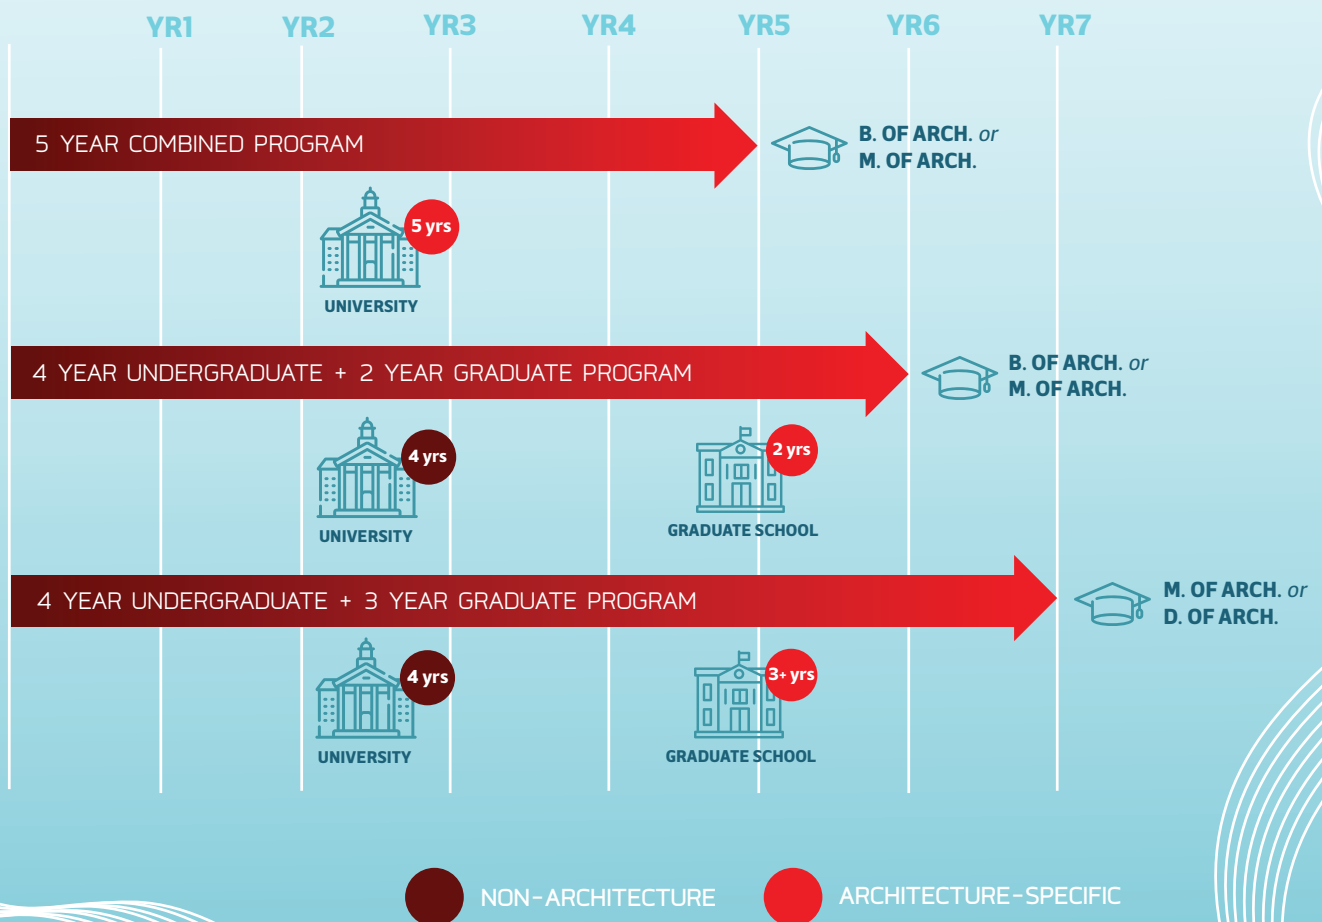 YR1 YR2 YR3 YR4 YR5 YR6 YR7
5 YEAR COMBINED PROGRAM
B. OF ARCH. or
M. OF ARCH.
5 yrs
UNIVERSITY
4 YEAR UNDERGRADUATE + 2 YEAR GRADUATE PROGRAM
B. OF ARCH. or
M. OF ARCH.
4 yrs
UNIVERSITY
2 yrs
GRADUATE SCHOOL
4 YEAR UNDERGRADUATE + 3 YEAR GRADUATE PROGRAM
M. OF ARCH. or
D. OF ARCH.
4 yrs
UNIVERSITY
3+ yrs
GRADUATE SCHOOL
NON-ARCHITECTURE
ARCHITECTURE-SPECIFIC